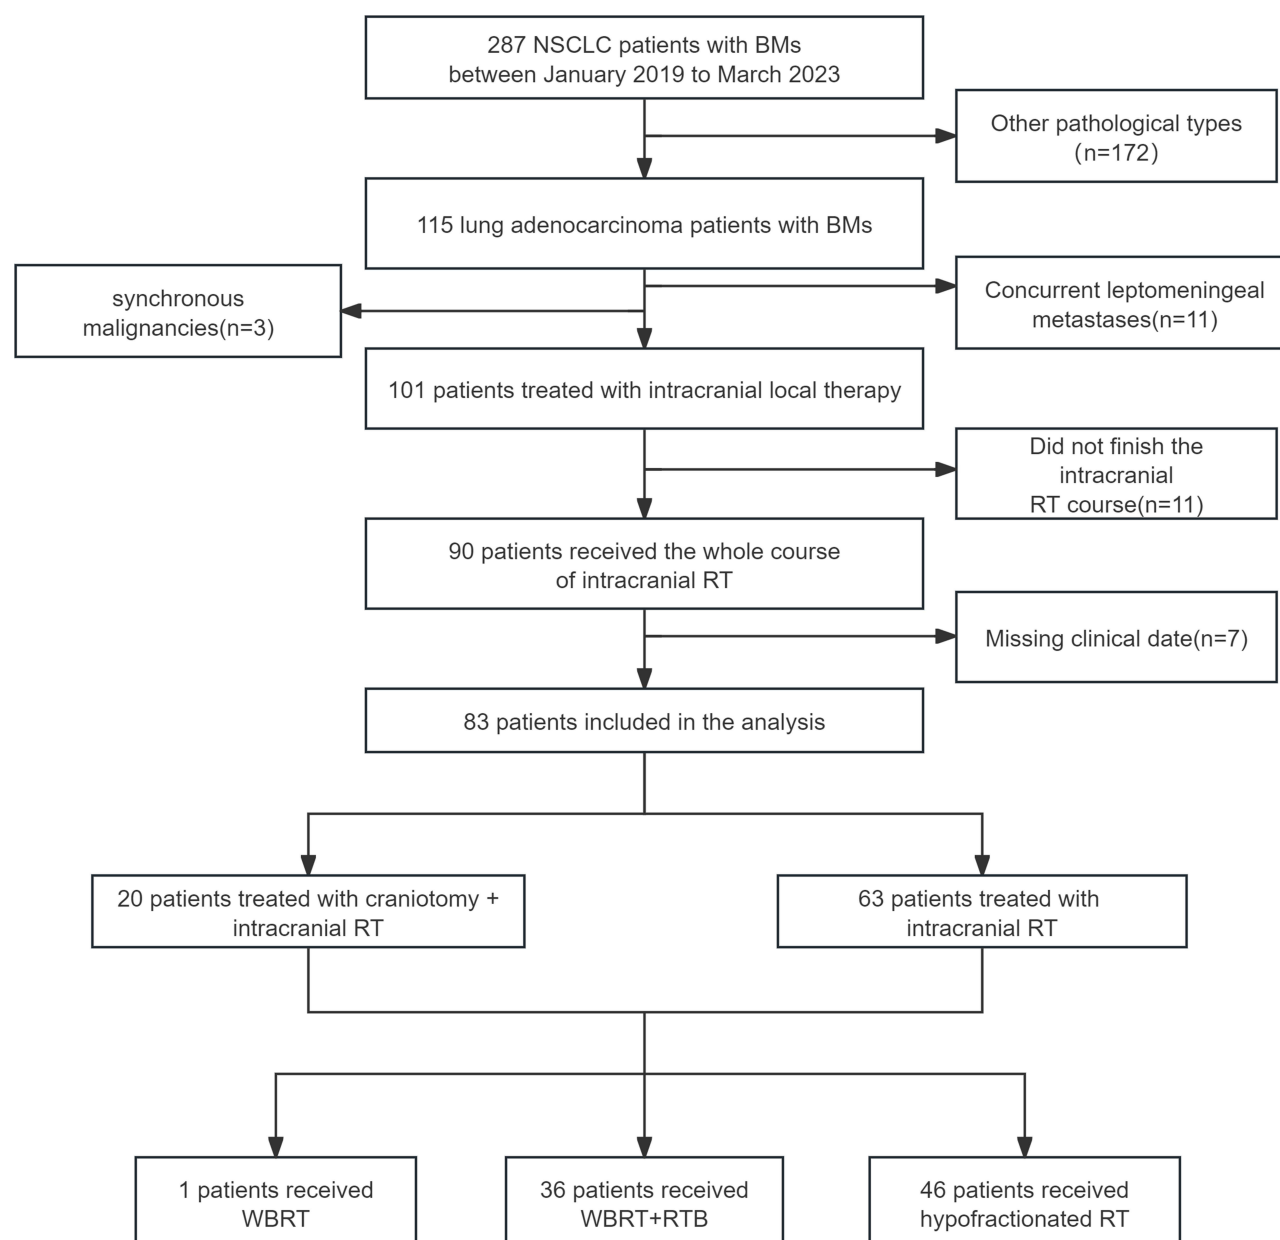 287 NSCLC patients with BMs
between January 2019 to March 2023
Other pathological types
(n=172)
115 lung adenocarcinoma patients with BMs
synchronous
malignancies(n=3)
Concurrent leptomeningeal
metastases(n=11)
101 patients treated with intracranial local therapy
Did not finish the
intracranial
RT course(n=11)
90 patients received the whole course
of intracranial RT
Missing clinical date(n=7)
83 patients included in the analysis
20 patients treated with craniotomy +
intracranial RT
63 patients treated with
intracranial RT
1 patients received
WBRT
36 patients received
WBRT+RTB
46 patients received
hypofractionated RT